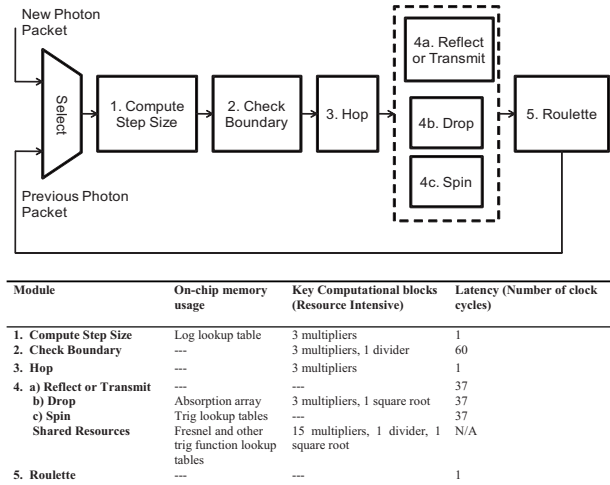 New Photon
Packet
Select
1. Compute
Step Size
2. Check
Boundary
3. Hop
4a. Reflect
or Transmit
4b. Drop
4c. Spin
5. Roulette
Previous Photon
Packet
Module On-chip memory usage Key Computational blocks (Resource Intensive) Latency (Number of clock cycles)
1. Compute Step Size Log lookup table 3 multipliers 1
2. Check Boundary --- 3 multipliers, 1 divider 60
3. Hop --- 3 multipliers 1
4. a) Reflect or Transmit --- --- 37
b) Drop Absorption array 3 multipliers, 1 square root 37
c) Spin Trig lookup tables --- 37
Shared Resources Fresnel and other trig function lookup tables 15 multipliers, 1 divider, 1 square root N/A
5. Roulette --- --- 1